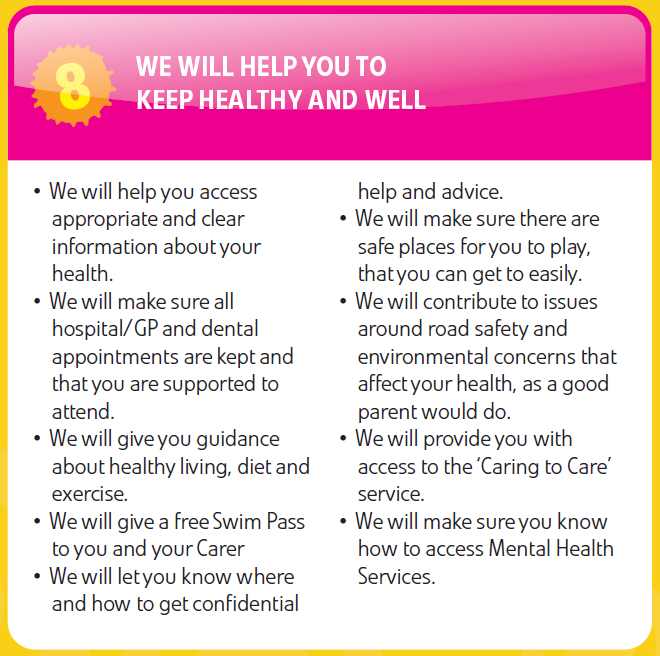 8
WE WILL HELP YOU TO
KEEP HEALTHY AND WELL
• We will help you access
appropriate and clear
information about your
health.
• We will make sure all
hospital/GP and dental
appointments are kept and
that you are supported to
attend.
• We will give you guidance
about healthy living, diet and
exercise.
• We will give a free Swim Pass
to you and your Carer
• We will let you know where
and how to get confidential
help and advice.
• We will make sure there are
safe places for you to play,
that you can get to easily.
• We will contribute to issues
around road safety and
environmental concerns that
affect your health, as a good
parent would do.
• We will provide you with
access to the ‘Caring to Care’
service.
• We will make sure you know
how to access Mental Health
Services.